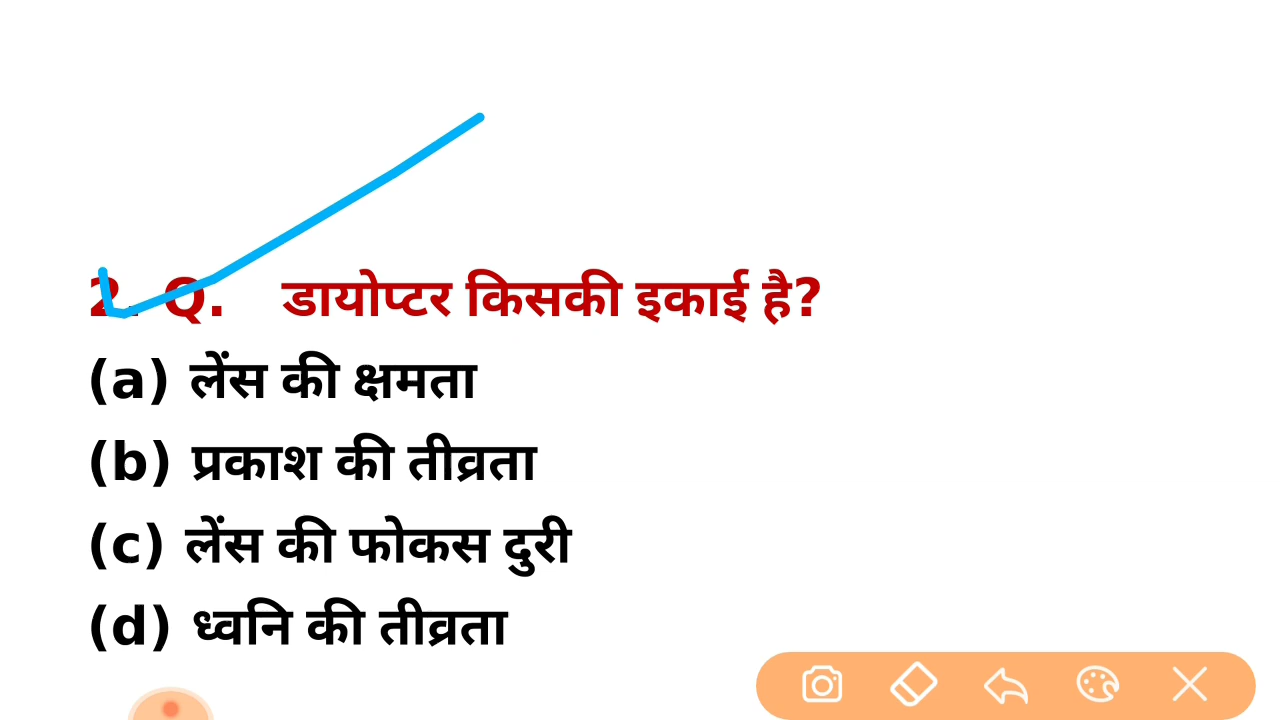 2. Q. डायोप्टर किसकी इकाई है?
(a) लेंस की क्षमता
(b) प्रकाश की तीव्रता
(c) लेंस की फोकस दुरी
(d) ध्वनि की तीव्रता